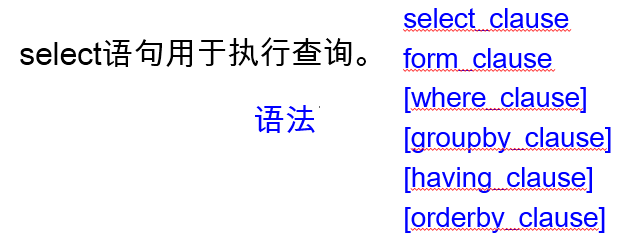 select语句用于执行查询。
语法
select_clause
form_clause
[where_clause]
[groupby_clause]
[having_clause]
[orderby_clause]